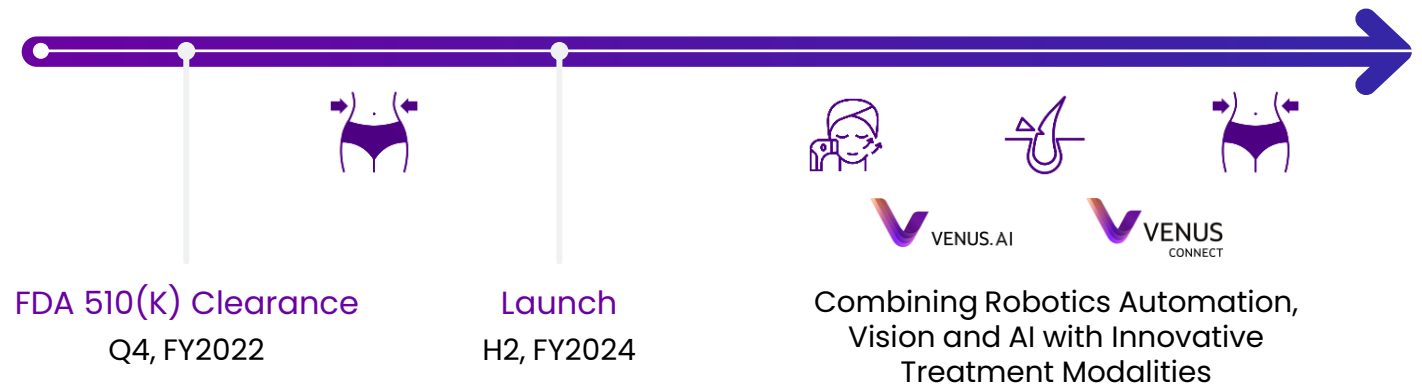 VENUS.AI
VENUS
CONNECT
FDA 510(K) Clearance
Q4, FY2022
Launch
H2, FY2024
Combining Robotics Automation,
Vision and AI with Innovative
Treatment Modalities